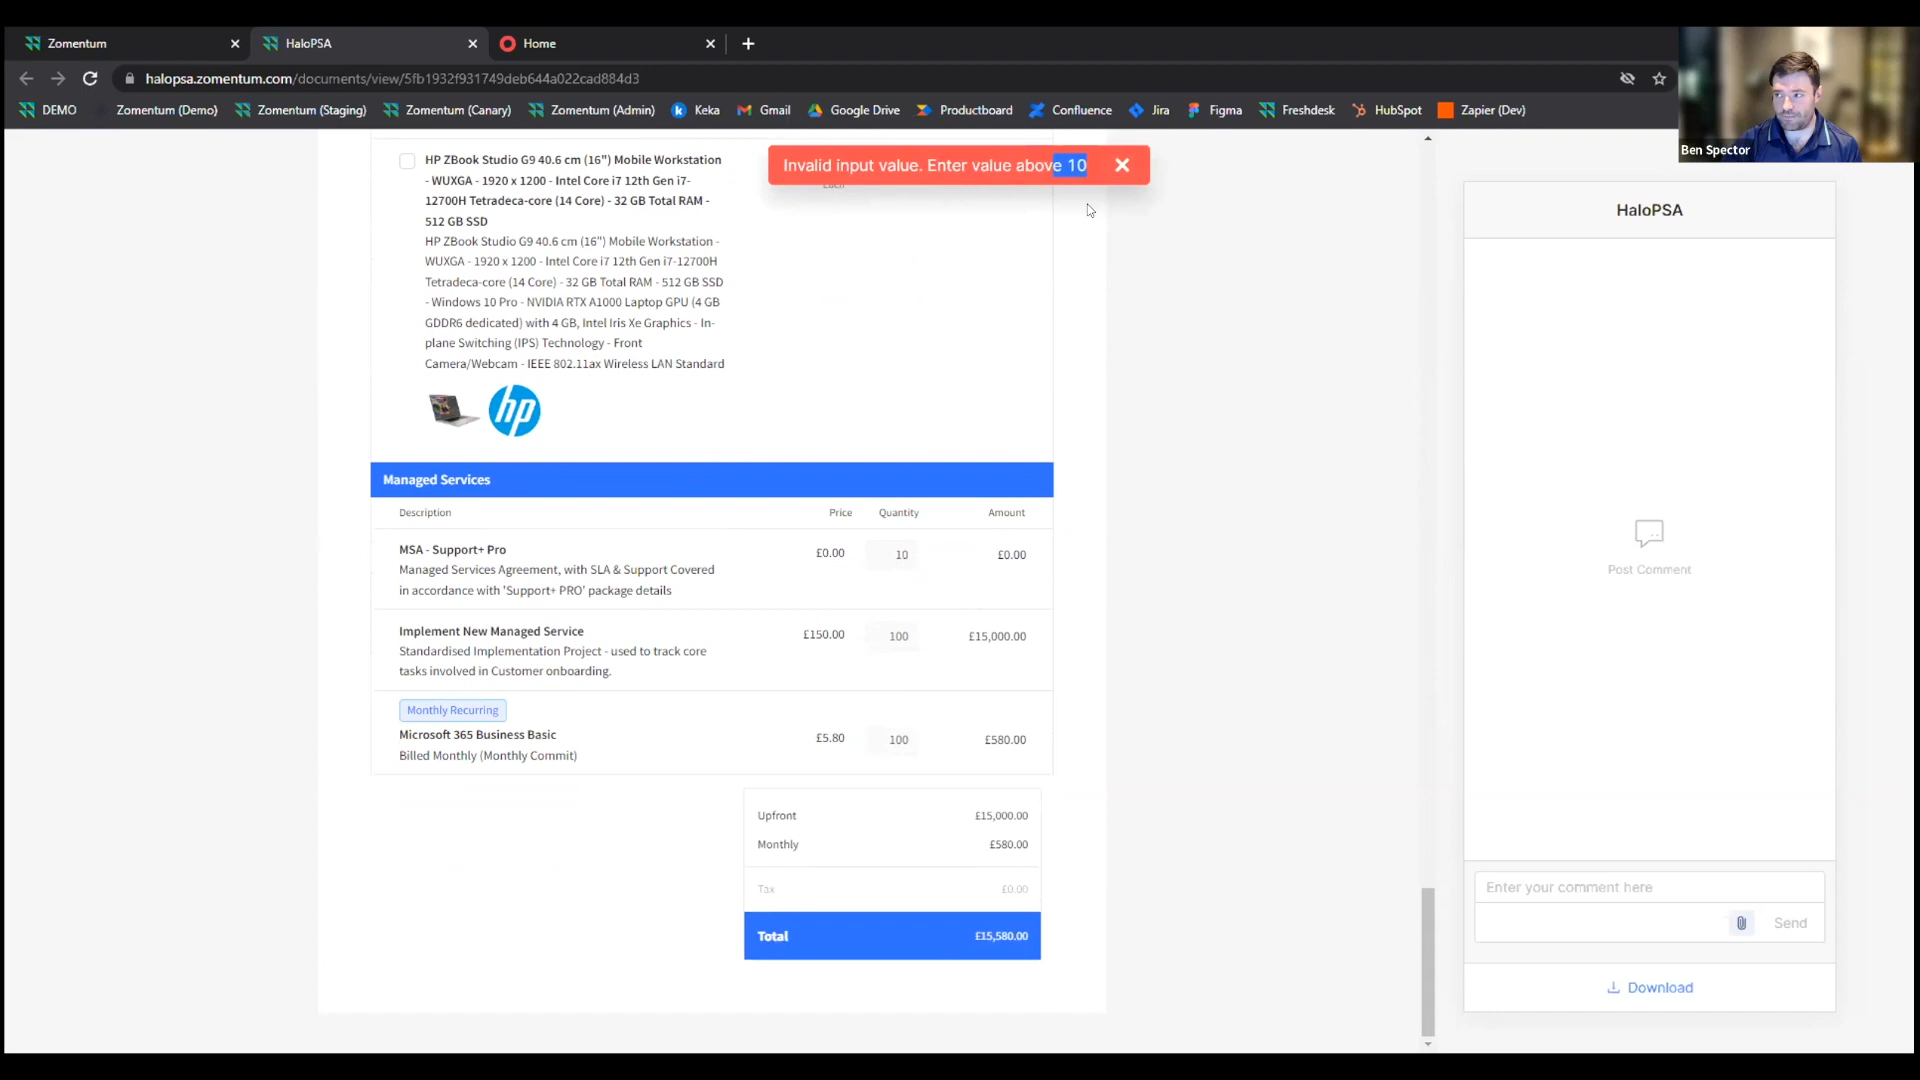 Zomentum
HaloPSA
Home
halopsa.zomentum.com/documents/view/5fb1932f931749deb644a022cad884d3
DEMO Zomentum (Demo) Zomentum (Staging) Zomentum (Canary) Zomentum (Admin) Keka Gmail Google Drive Productboard Confluence Jira Figma Freshdesk HubSpot Zapier (Dev)
Ben Spector
Invalid input value. Enter value above 10
Each
HP ZBook Studio G9 40.6 cm (16") Mobile Workstation
- WUXGA - 1920 x 1200 - Intel Core i7 12th Gen i7-
12700H Tetradeca-core (14 Core) - 32 GB Total RAM -
512 GB SSD
HP ZBook Studio G9 40.6 cm (16") Mobile Workstation -
WUXGA - 1920 x 1200 - Intel Core i7 12th Gen i7-12700H
Tetradeca-core (14 Core) - 32 GB Total RAM - 512 GB SSD
- Windows 10 Pro - NVIDIA RTX A1000 Laptop GPU (4 GB
GDDR6 dedicated) with 4 GB, Intel Iris Xe Graphics - In-
plane Switching (IPS) Technology - Front
Camera/Webcam - IEEE 802.11ax Wireless LAN Standard
hp
Managed Services
Description Price Quantity Amount
MSA - Support+ Pro £0.00 10 £0.00
Managed Services Agreement, with SLA & Support Covered
in accordance with 'Support+ PRO' package details
Implement New Managed Service £150.00 100 £15,000.00
Standardised Implementation Project - used to track core
tasks involved in Customer onboarding.
Monthly Recurring
Microsoft 365 Business Basic £5.80 100 £580.00
Billed Monthly (Monthly Commit)
Upfront £15,000.00
Monthly £580.00
Tax £0.00
Total £15,580.00
HaloPSA
Post Comment
Enter your comment here
Send
Download